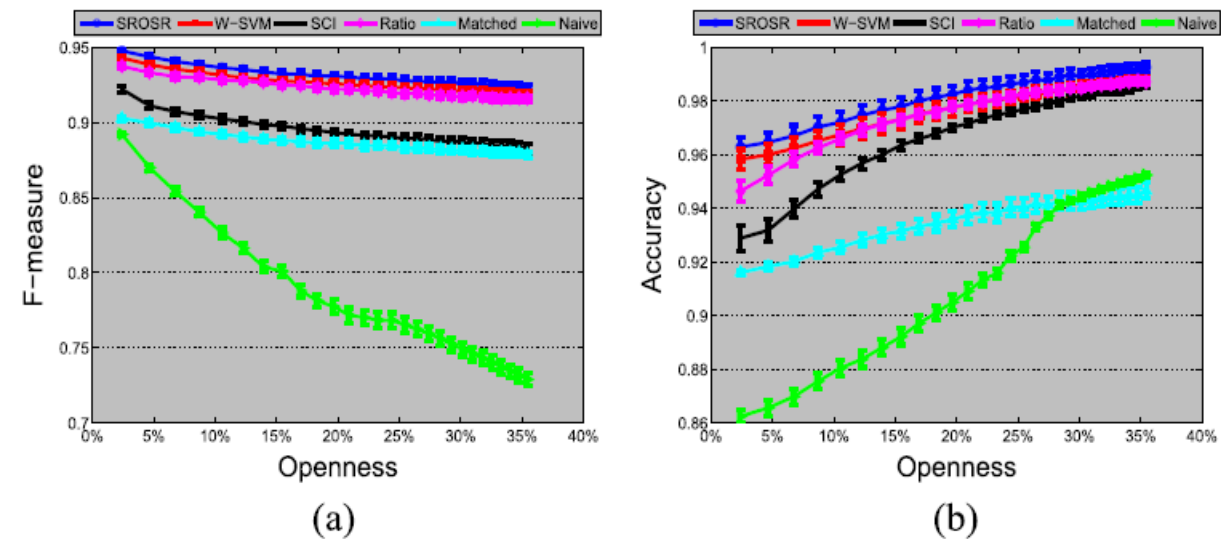 SROSR W-SVM SCI Ratio Matched Naive
0.95
0.9
0.85
0.8
0.75
0.7
0% 5% 10% 15% 20% 25% 30% 35% 40%
F-measure
Openness
(a)
SROSR W-SVM SCI Ratio Matched Naive
1
0.98
0.96
0.94
0.92
0.9
0.88
0.86
0% 5% 10% 15% 20% 25% 30% 35% 40%
Accuracy
Openness
(b)